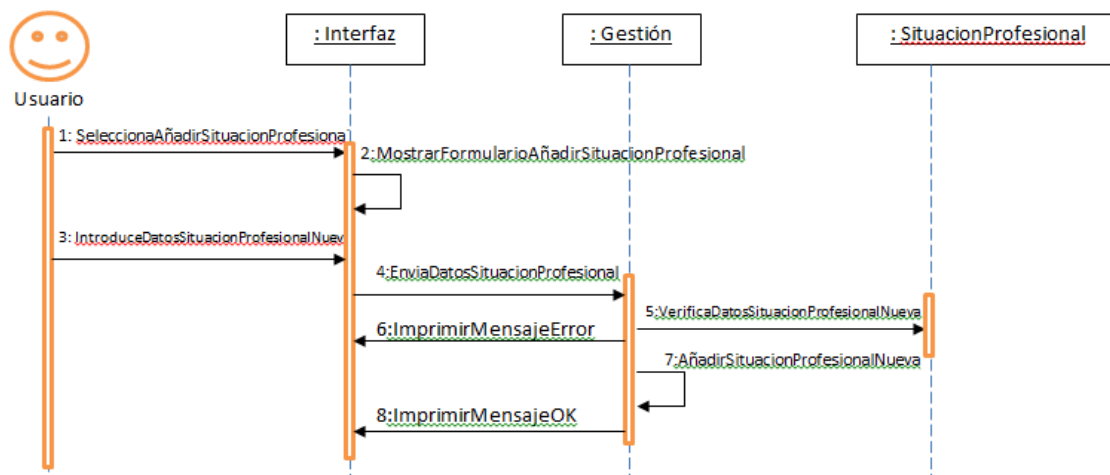 : Interfaz
: Gestión
: SituacionProfesional
Usuario
1: SeleccionaAñadirSituacionProfesiona
2:MostrarFormularioAñadirSituacionProfesional
3: IntroduceDatosSituacionProfesionalNuev
4:EnviaDatosSituacionProfesional
5:VerificaDatosSituacionProfesionalNueva
6:ImprimirMensajeError
7:AñadirSituacionProfesionalNueva
8:ImprimirMensajeOK